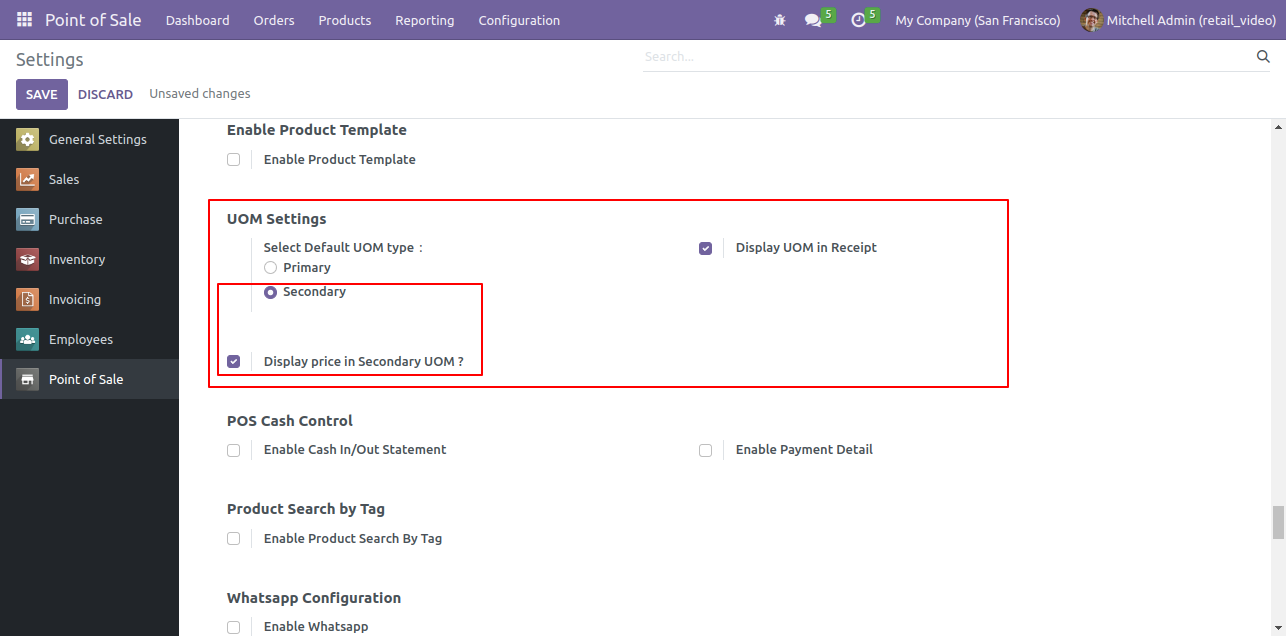 Point of Sale Dashboard Orders Products Reporting Configuration 5 5 My Company (San Francisco) Mitchell Admin (retail_video)
Settings Search...
SAVE DISCARD Unsaved changes
General Settings
Sales
Purchase
Inventory
Invoicing
Employees
Point of Sale
Enable Product Template
Enable Product Template
UOM Settings
Select Default UOM type : Display UOM in Receipt
Primary
Secondary
Display price in Secondary UOM ?
POS Cash Control
Enable Cash In/Out Statement Enable Payment Detail
Product Search by Tag
Enable Product Search By Tag
Whatsapp Configuration
Enable Whatsapp